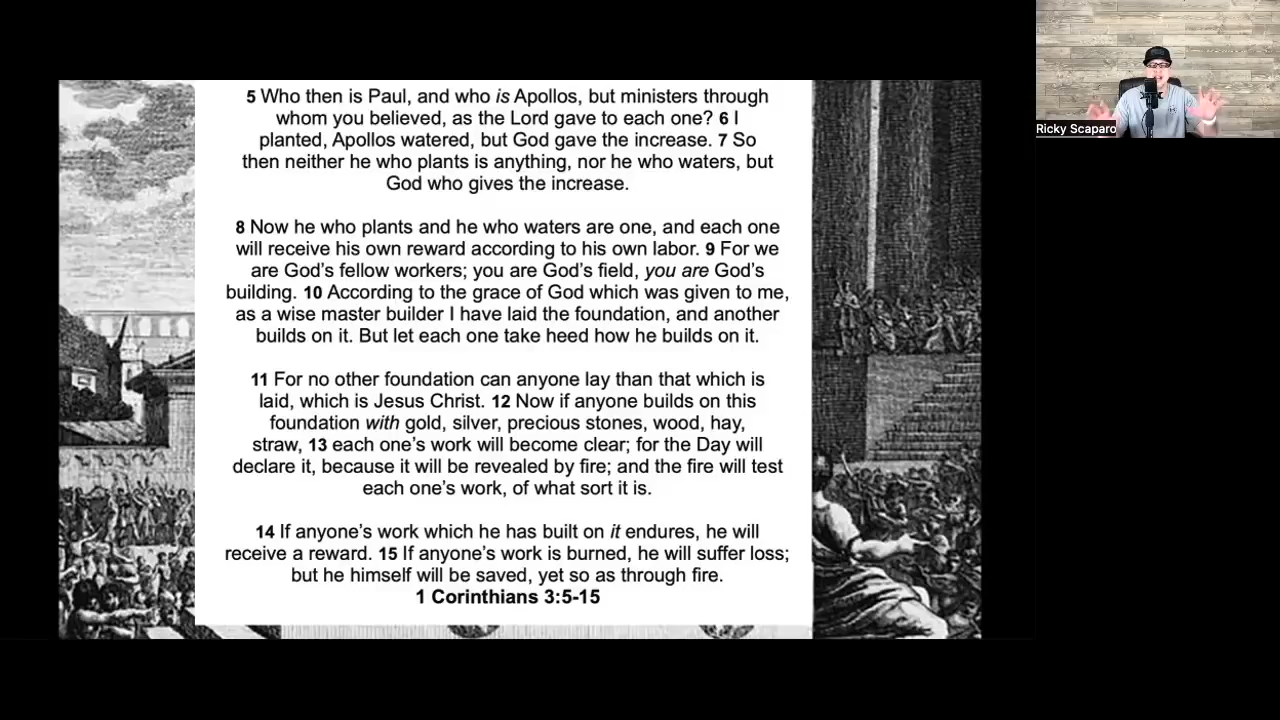 5 Who then is Paul, and who is Apollos, but ministers through
whom you believed, as the Lord gave to each one? 6 I
planted, Apollos watered, but God gave the increase. 7 So
then neither he who plants is anything, nor he who waters, but
God who gives the increase.
8 Now he who plants and he who waters are one, and each one
will receive his own reward according to his own labor. 9 For we
are God’s fellow workers; you are God’s field, you are God’s
building. 10 According to the grace of God which was given to me,
as a wise master builder I have laid the foundation, and another
builds on it. But let each one take heed how he builds on it.
11 For no other foundation can anyone lay than that which is
laid, which is Jesus Christ. 12 Now if anyone builds on this
foundation with gold, silver, precious stones, wood, hay,
straw, 13 each one’s work will become clear; for the Day will
declare it, because it will be revealed by fire; and the fire will test
each one’s work, of what sort it is.
14 If anyone’s work which he has built on it endures, he will
receive a reward. 15 If anyone’s work is burned, he will suffer loss;
but he himself will be saved, yet so as through fire.
1 Corinthians 3:5-15
Ricky Scaparo